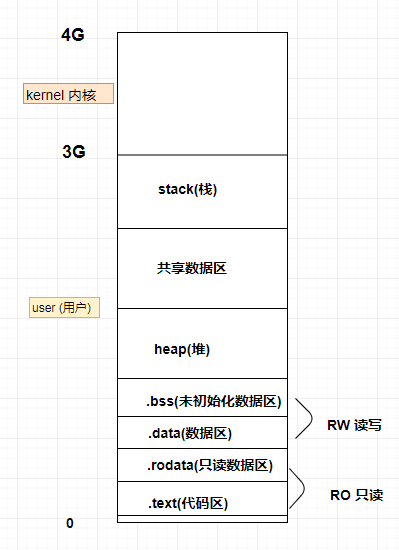 4G
kernel 内核
3G
stack(栈)
共享数据区
user (用户)
heap(堆)
.bss(未初始化数据区)
RW 读写
.data(数据区)
.rodata(只读数据区)
RO 只读
.text(代码区)
0